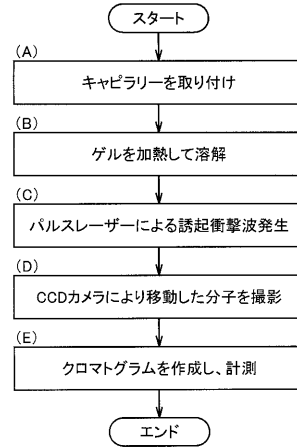 スタート
(A)
キャピラリーを取り付け
(B)
ゲルを加熱して溶解
(C)
パルスレーザーによる誘起衝撃波発生
(D)
CCDカメラにより移動した分子を撮影
(E)
クロマトグラムを作成し、計測
エンド